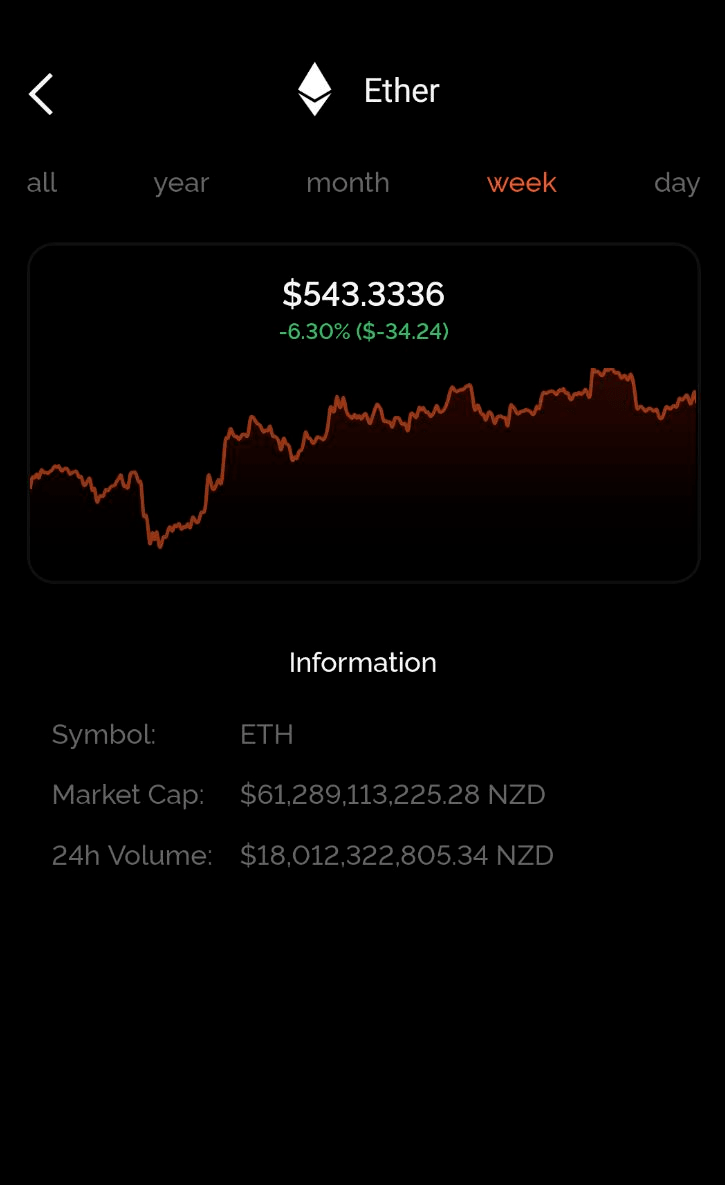 Ether
all year month week day
$543.3336
-6.30% ($-34.24)
Information
Symbol: ETH
Market Cap: $61,289,113,225.28 NZD
24h Volume: $18,012,322,805.34 NZD